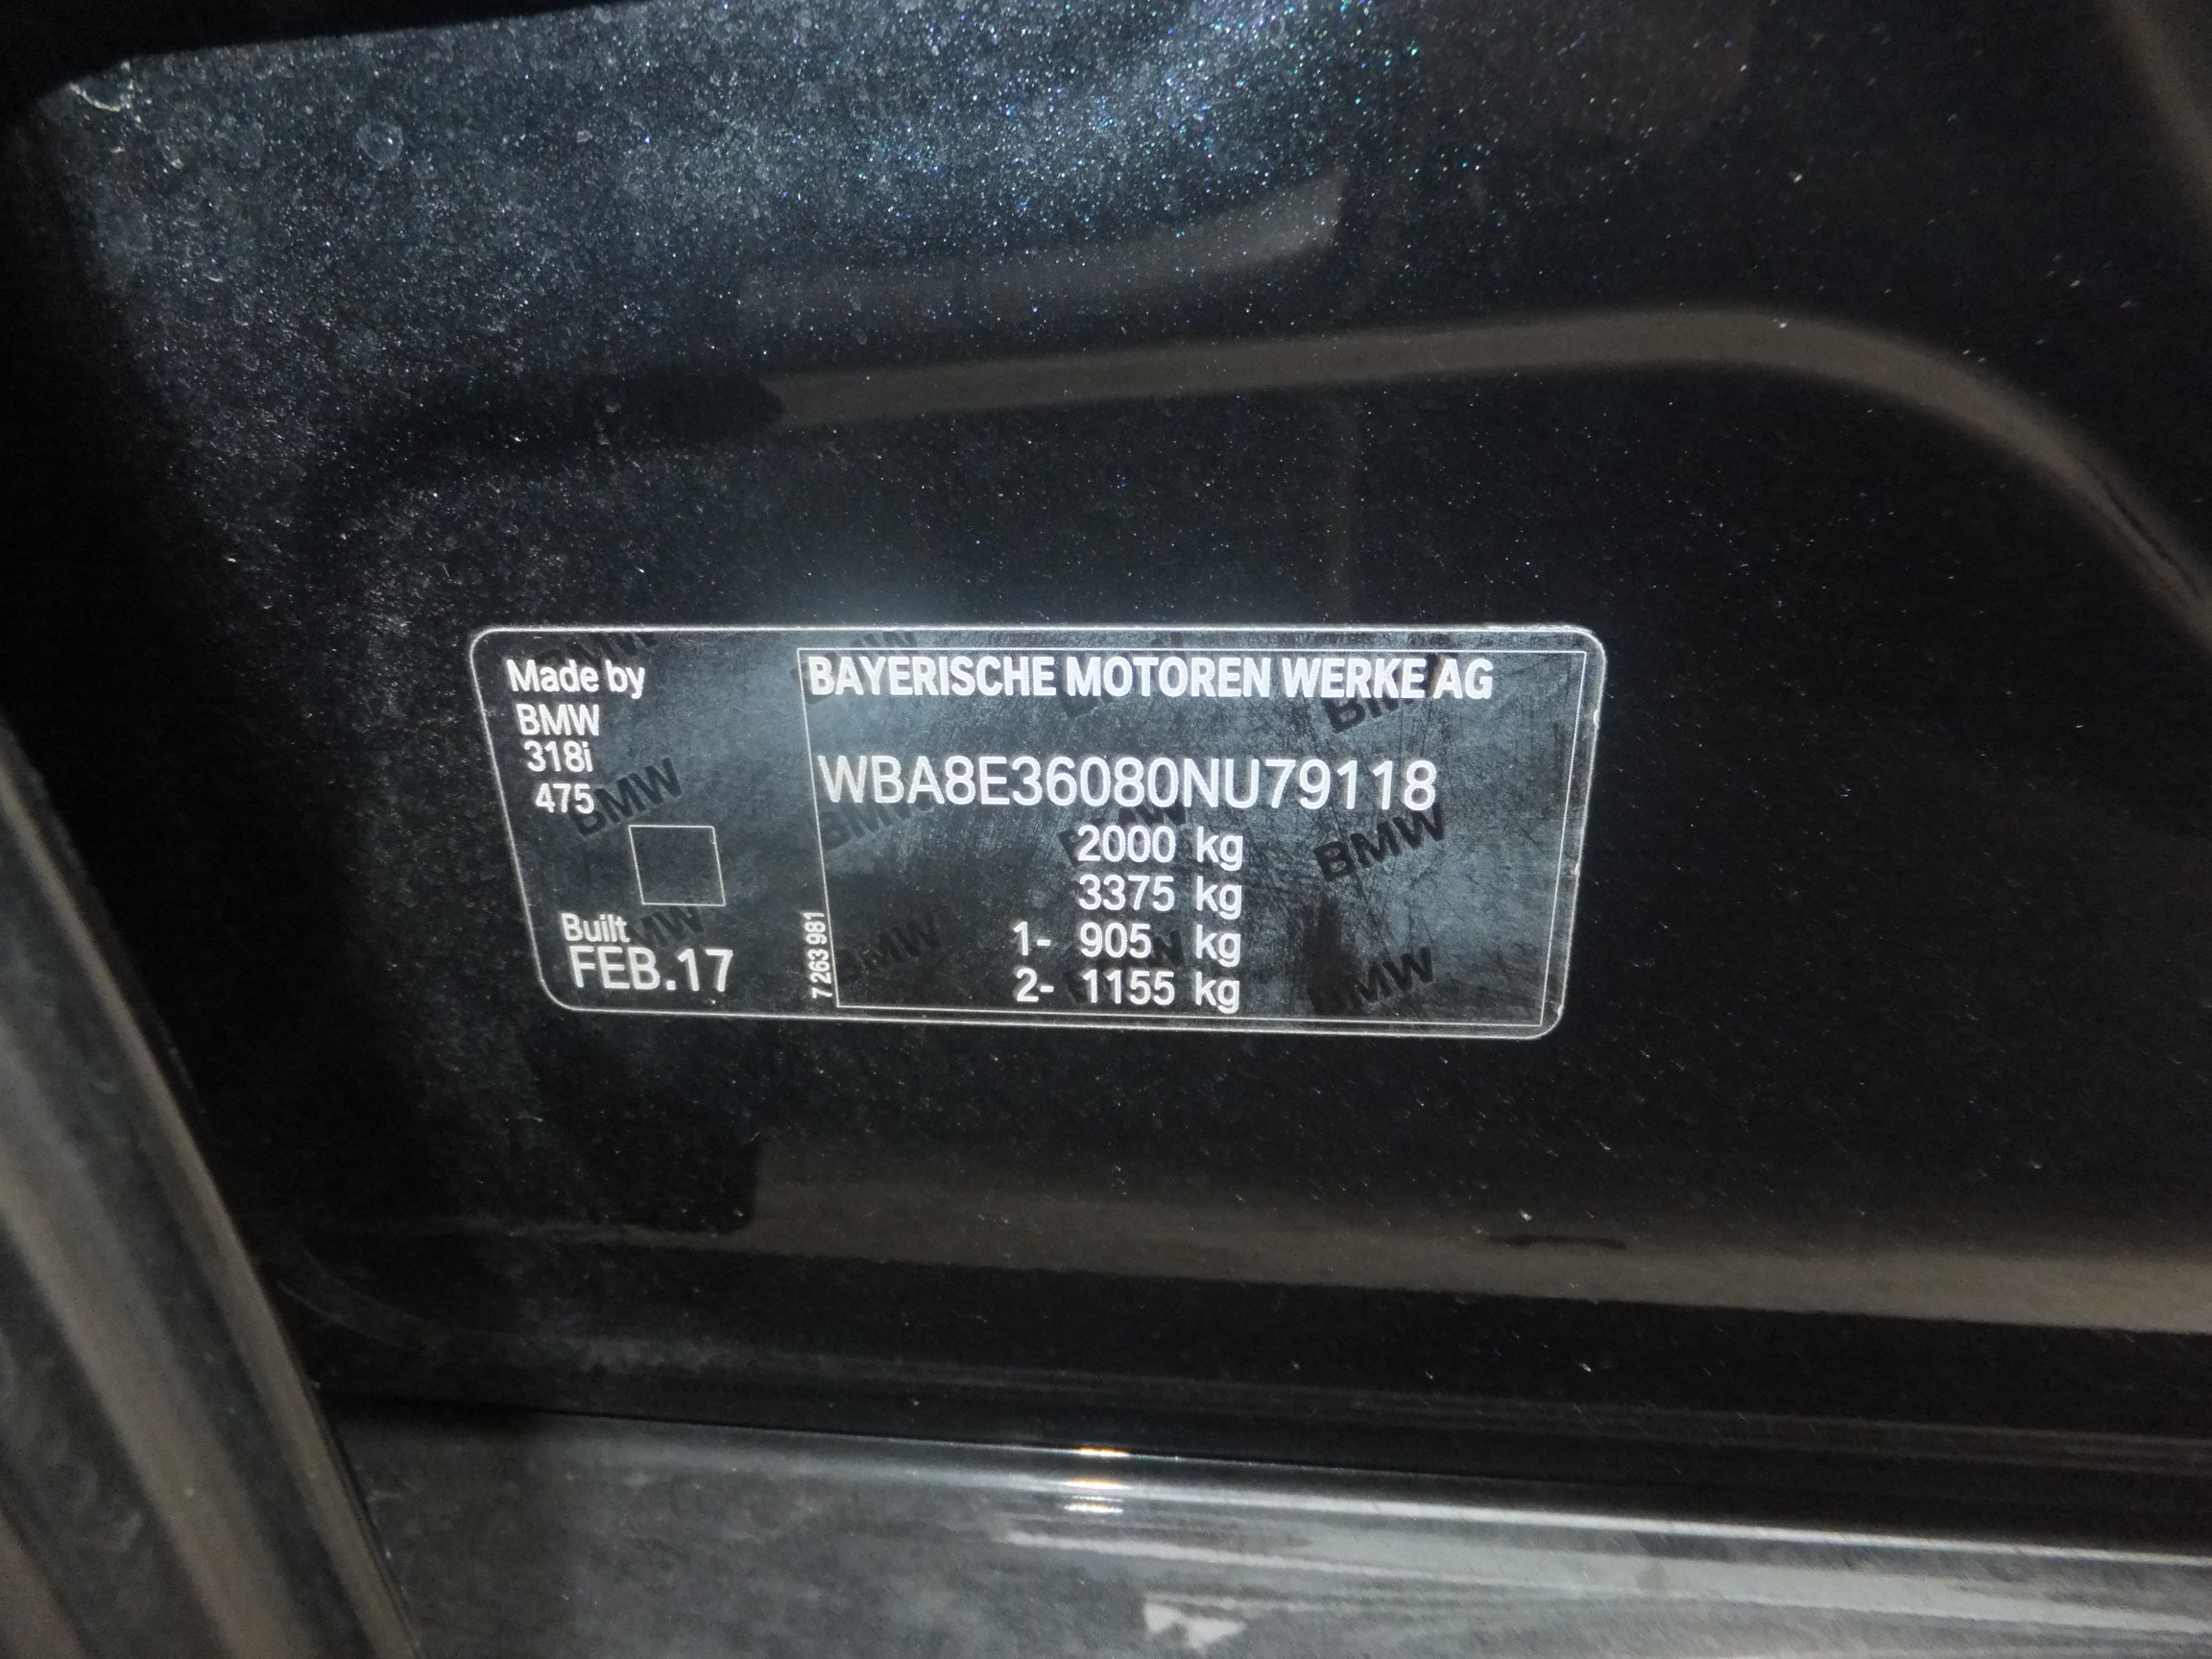 Made by
BMW
318i
475
Built
FEB.17
7 263 981
BAYERISCHE MOTOREN WERKE AG
WBA8E36080NU79118
2000 kg
3375 kg
1- 905 kg
2- 1155 kg